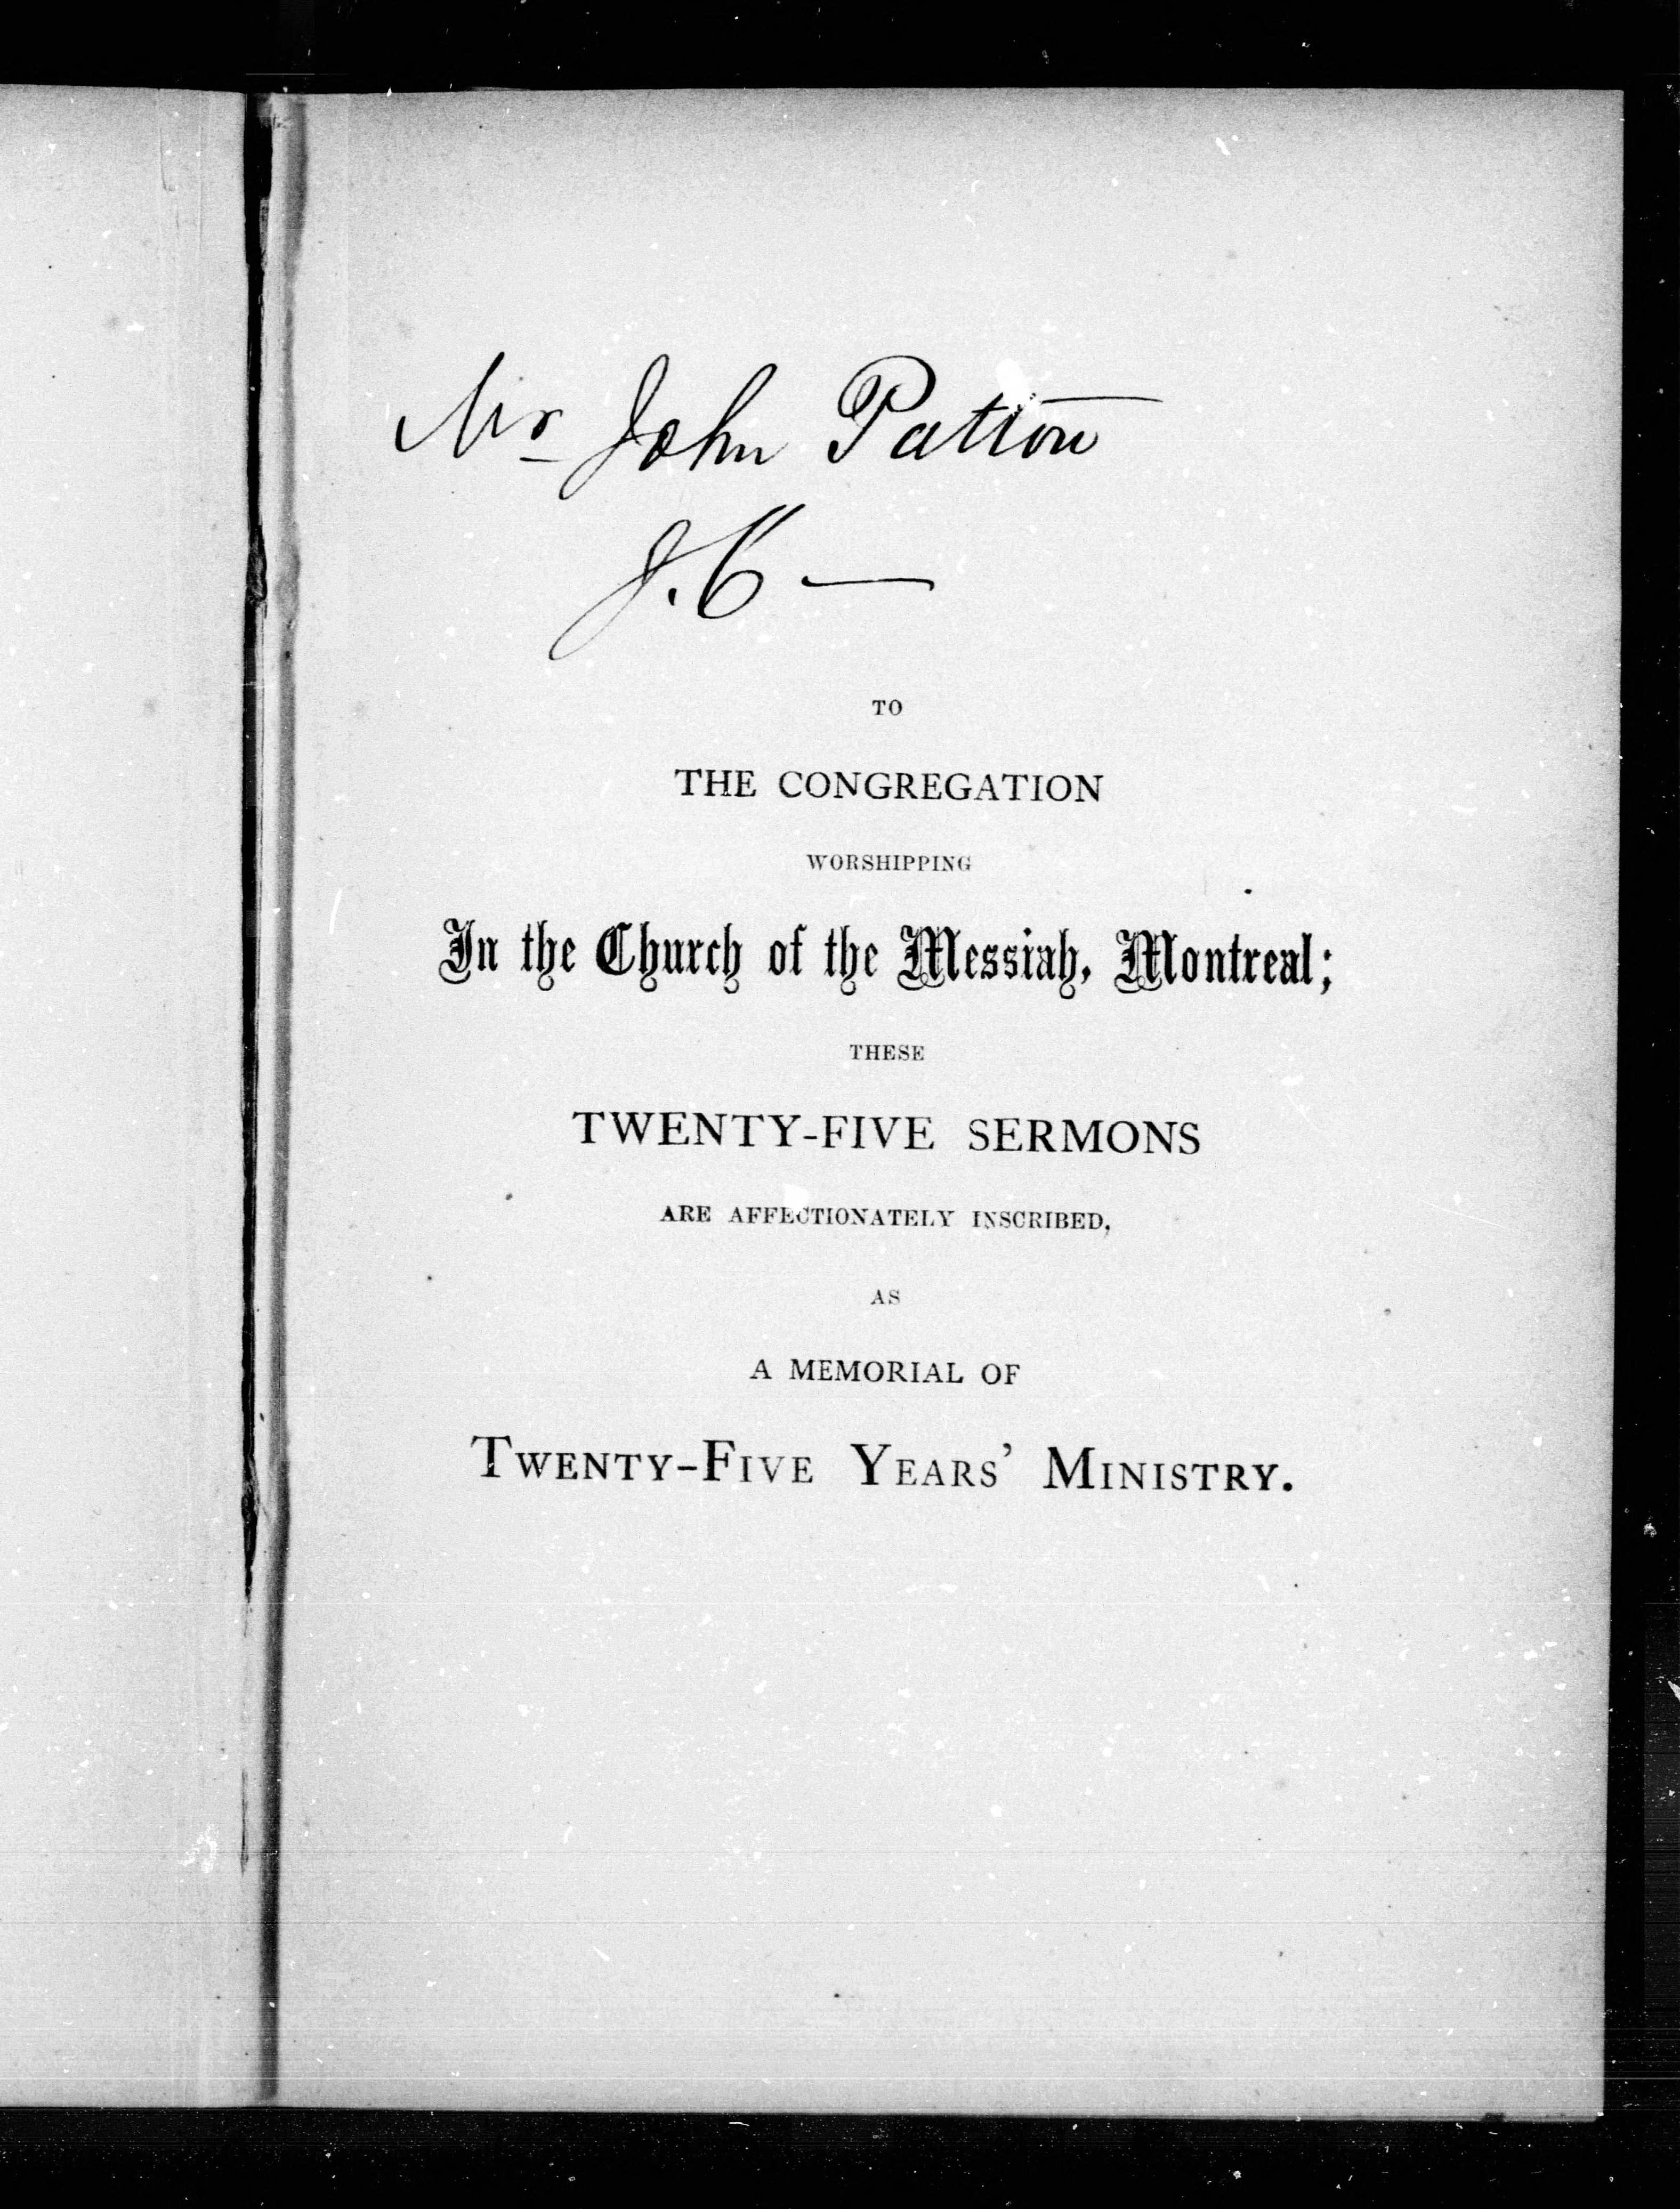 Mr John Patton
J. C —
TO
THE CONGREGATION
WORSHIPPING
In the Church of the Messiah, Montreal;
THESE
TWENTY-FIVE SERMONS
ARE AFFECTIONATELY INSCRIBED,
AS
A MEMORIAL OF
TWENTY-FIVE YEARS' MINISTRY.